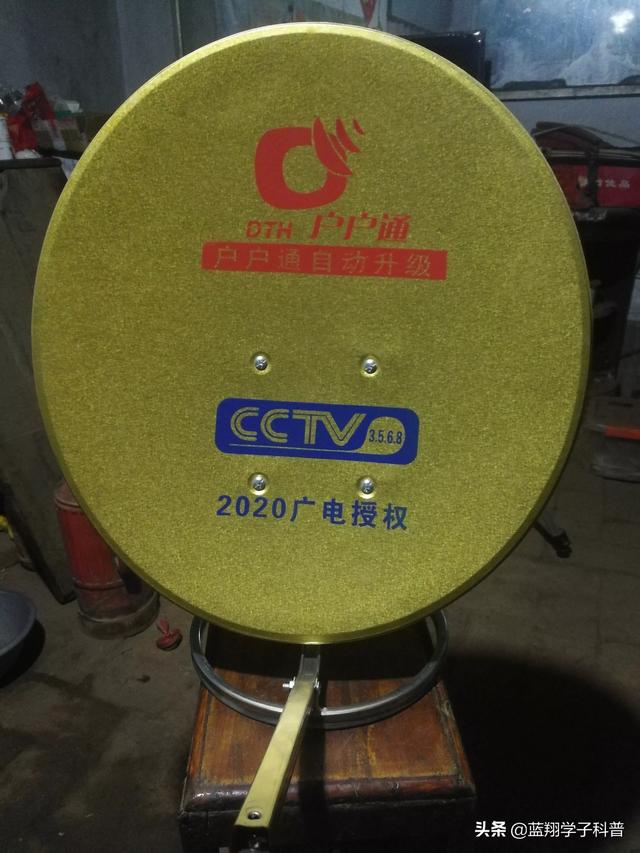 DTH 户户通
户户通自动升级
CCTV 3.5.6.8
2020广电授权
头条 @蓝翔学子科普